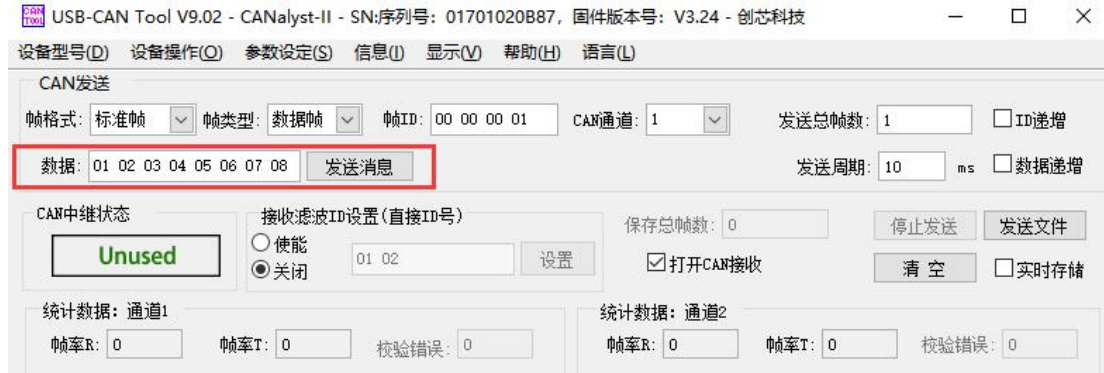 CAN TOOL USB-CAN Tool V9.02 - CANalyst-II - SN:序列号: 01701020B87, 固件版本号: V3.24 - 创芯科技
设备型号(D) 设备操作(O) 参数设定(S) 信息(I) 显示(V) 帮助(H) 语言(L)
CAN发送
帧格式: 标准帧 帧类型: 数据帧 帧ID: 00 00 00 01 CAN通道: 1 发送总帧数: 1 ID递增
数据: 01 02 03 04 05 06 07 08 发送消息 发送周期: 10 ms 数据递增
CAN中继状态 接收滤波ID设置(直接ID号) 保存总帧数: 0 停止发送 发送文件
Unused 使能 01 02 设置
关闭 打开CAN接收 清 空 实时存储
统计数据: 通道1 统计数据: 通道2
帧率R: 0 帧率T: 0 校验错误: 0 帧率R: 0 帧率T: 0 校验错误: 0